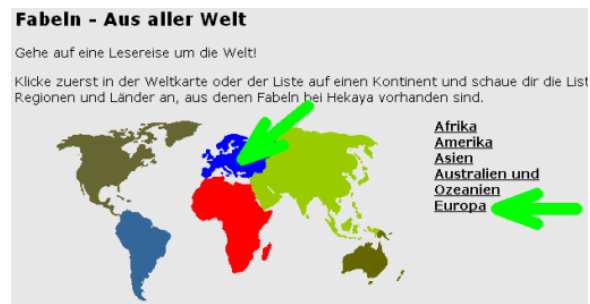 Fabeln - Aus aller Welt
Gehe auf eine Lesereise um die Welt!
Klicke zuerst in der Weltkarte oder der Liste auf einen Kontinent und schaue dir die List
Regionen und Länder an, aus denen Fabeln bei Hekaya vorhanden sind.
Afrika
Amerika
Asien
Australien und
Ozeanien
Europa